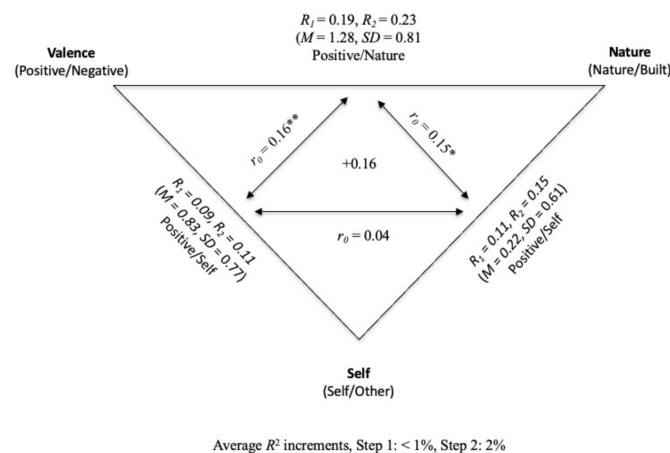 R₁ = 0.19, R₂ = 0.23
(M = 1.28, SD = 0.81
Positive/Nature
Valence
(Positive/Negative)
Nature
(Nature/Built)
r₀ = 0.16**
r₀ = 0.15*
+0.16
r₀ = 0.04
R₁ = 0.09, R₂ = 0.11
(M = 0.83, SD = 0.77)
Positive/Self
R₁ = 0.11, R₂ = 0.15
(M = 0.22, SD = 0.61)
Positive/Self
Self
(Self/Other)
Average R² increments, Step 1: < 1%, Step 2: 2%